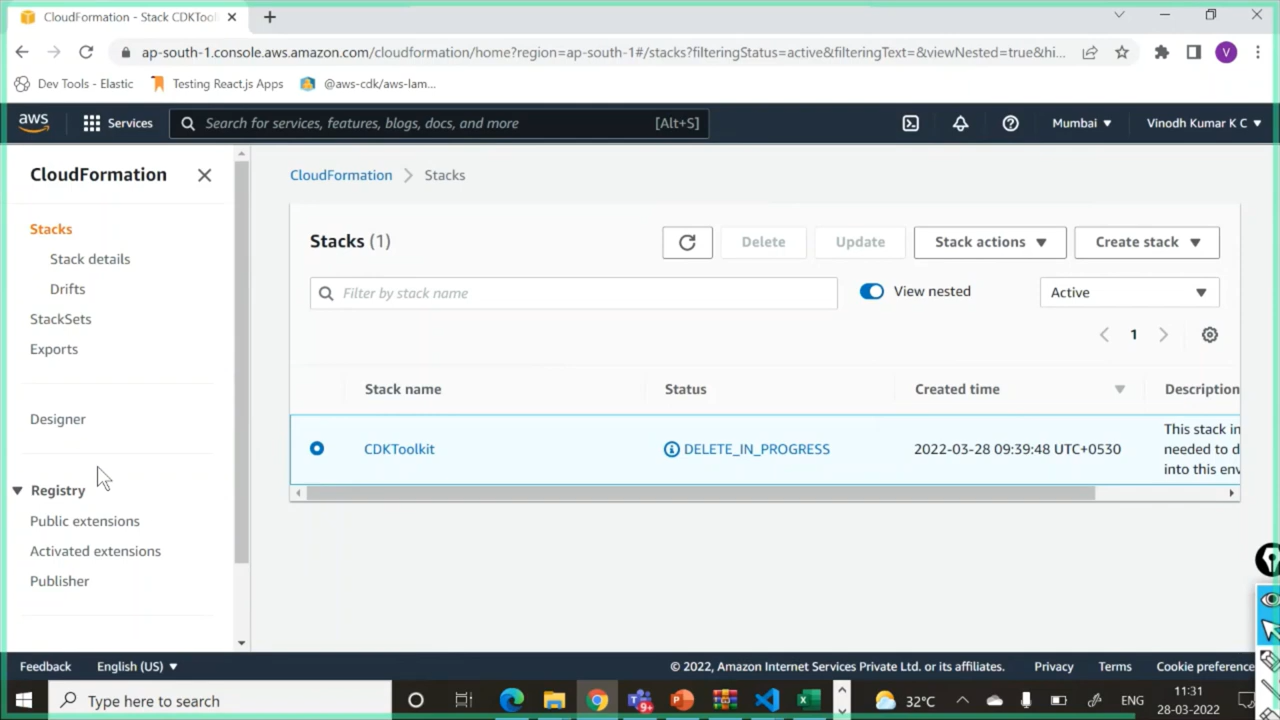 CloudFormation - Stack CDKTool
ap-south-1.console.aws.amazon.com/cloudformation/home?region=ap-south-1#/stacks?filteringStatus=active&filteringText=&viewNested=true&hi...
V
Dev Tools - Elastic
Testing React.js Apps
@aws-cdk/aws-lam...
aws
Services
Search for services, features, blogs, docs, and more
[Alt+S]
Mumbai
Vinodh Kumar K C
CloudFormation
Stacks
Stack details
Drifts
StackSets
Exports
Designer
Registry
Public extensions
Activated extensions
Publisher
CloudFormation
Stacks
Stacks (1)
Delete
Update
Stack actions
Create stack
Filter by stack name
View nested
Active
1
Stack name
Status
Created time
Description
CDKToolkit
DELETE_IN_PROGRESS
2022-03-28 09:39:48 UTC+0530
This stack in
needed to d
into this env
Feedback
English (US)
© 2022, Amazon Internet Services Private Ltd. or its affiliates.
Privacy
Terms
Cookie preference
Type here to search
9+
32°C
ENG
11:31
28-03-2022